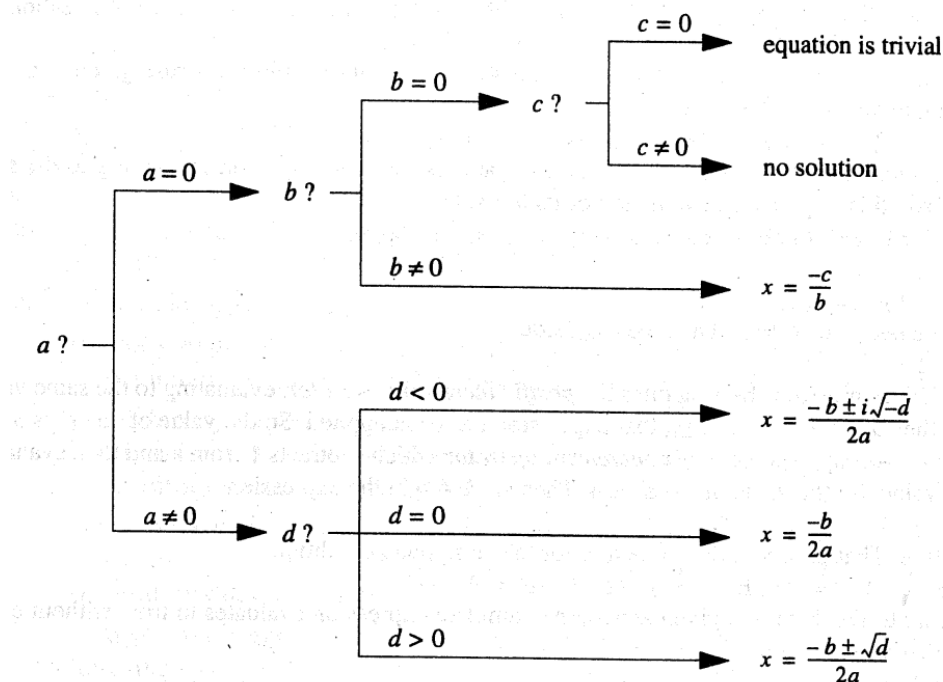 c = 0
equation is trivial
b = 0
c ?
c ≠ 0
no solution
a = 0
b ?
b ≠ 0
x = -c/b
a ?
d < 0
x = (-b ± i√-d)/2a
a ≠ 0
d ?
d = 0
x = -b/2a
d > 0
x = (-b ± √d)/2a